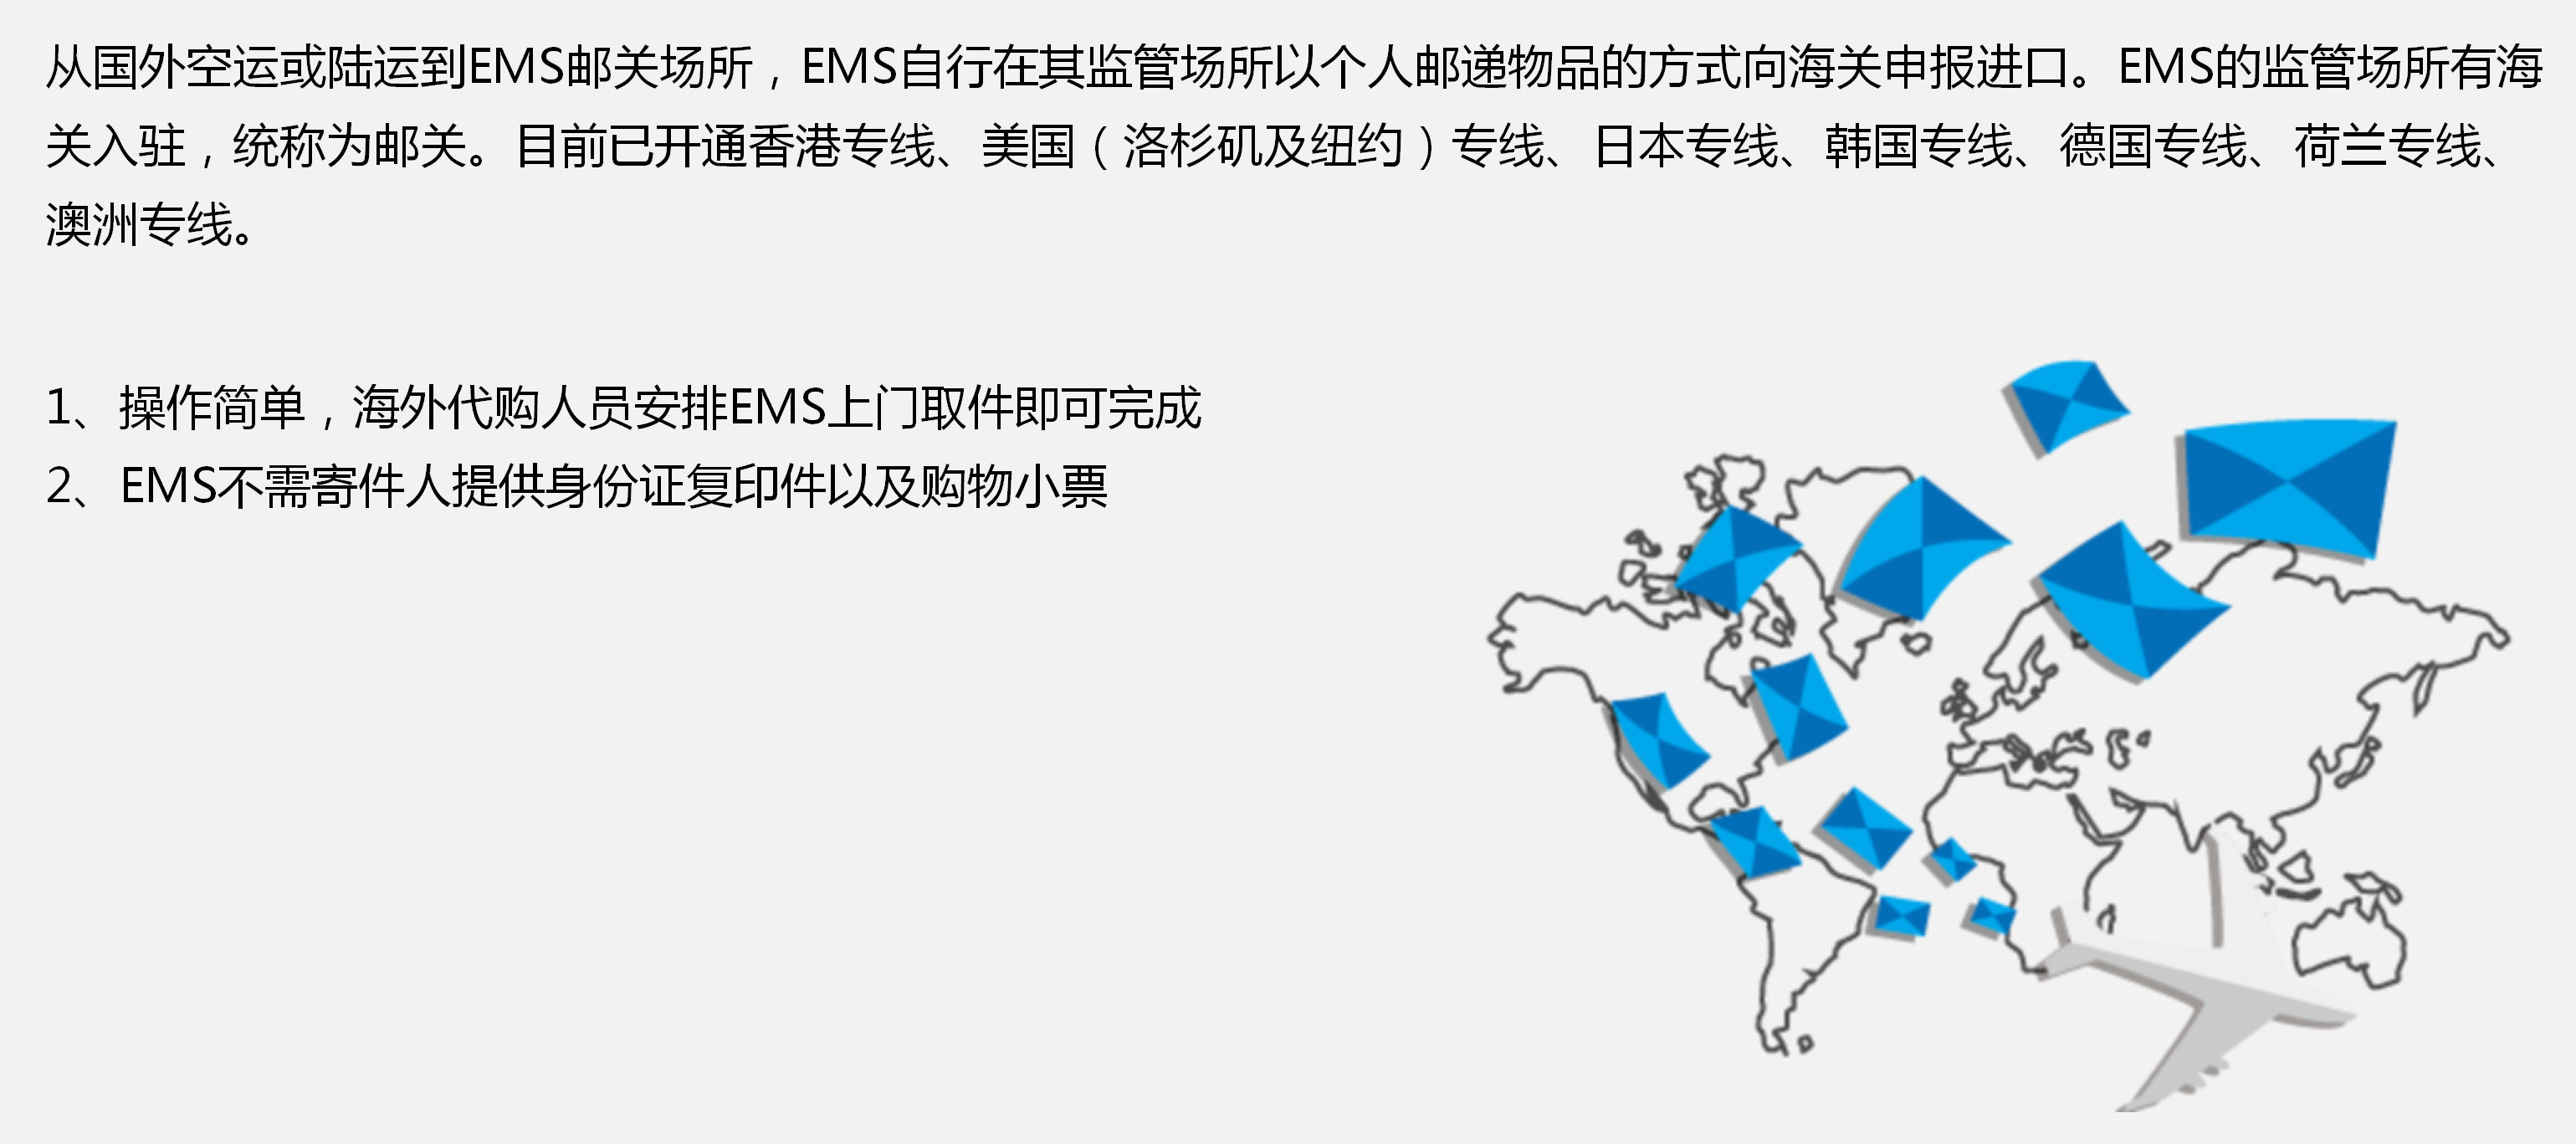 从国外空运或陆运到EMS邮关场所，EMS自行在其监管场所以个人邮递物品的方式向海关申报进口。EMS的监管场所有海
关入驻，统称为邮关。目前已开通香港专线、美国（洛杉矶及纽约）专线、日本专线、韩国专线、德国专线、荷兰专线、
澳洲专线。
1、操作简单，海外代购人员安排EMS上门取件即可完成
2、EMS不需寄件人提供身份证复印件以及购物小票